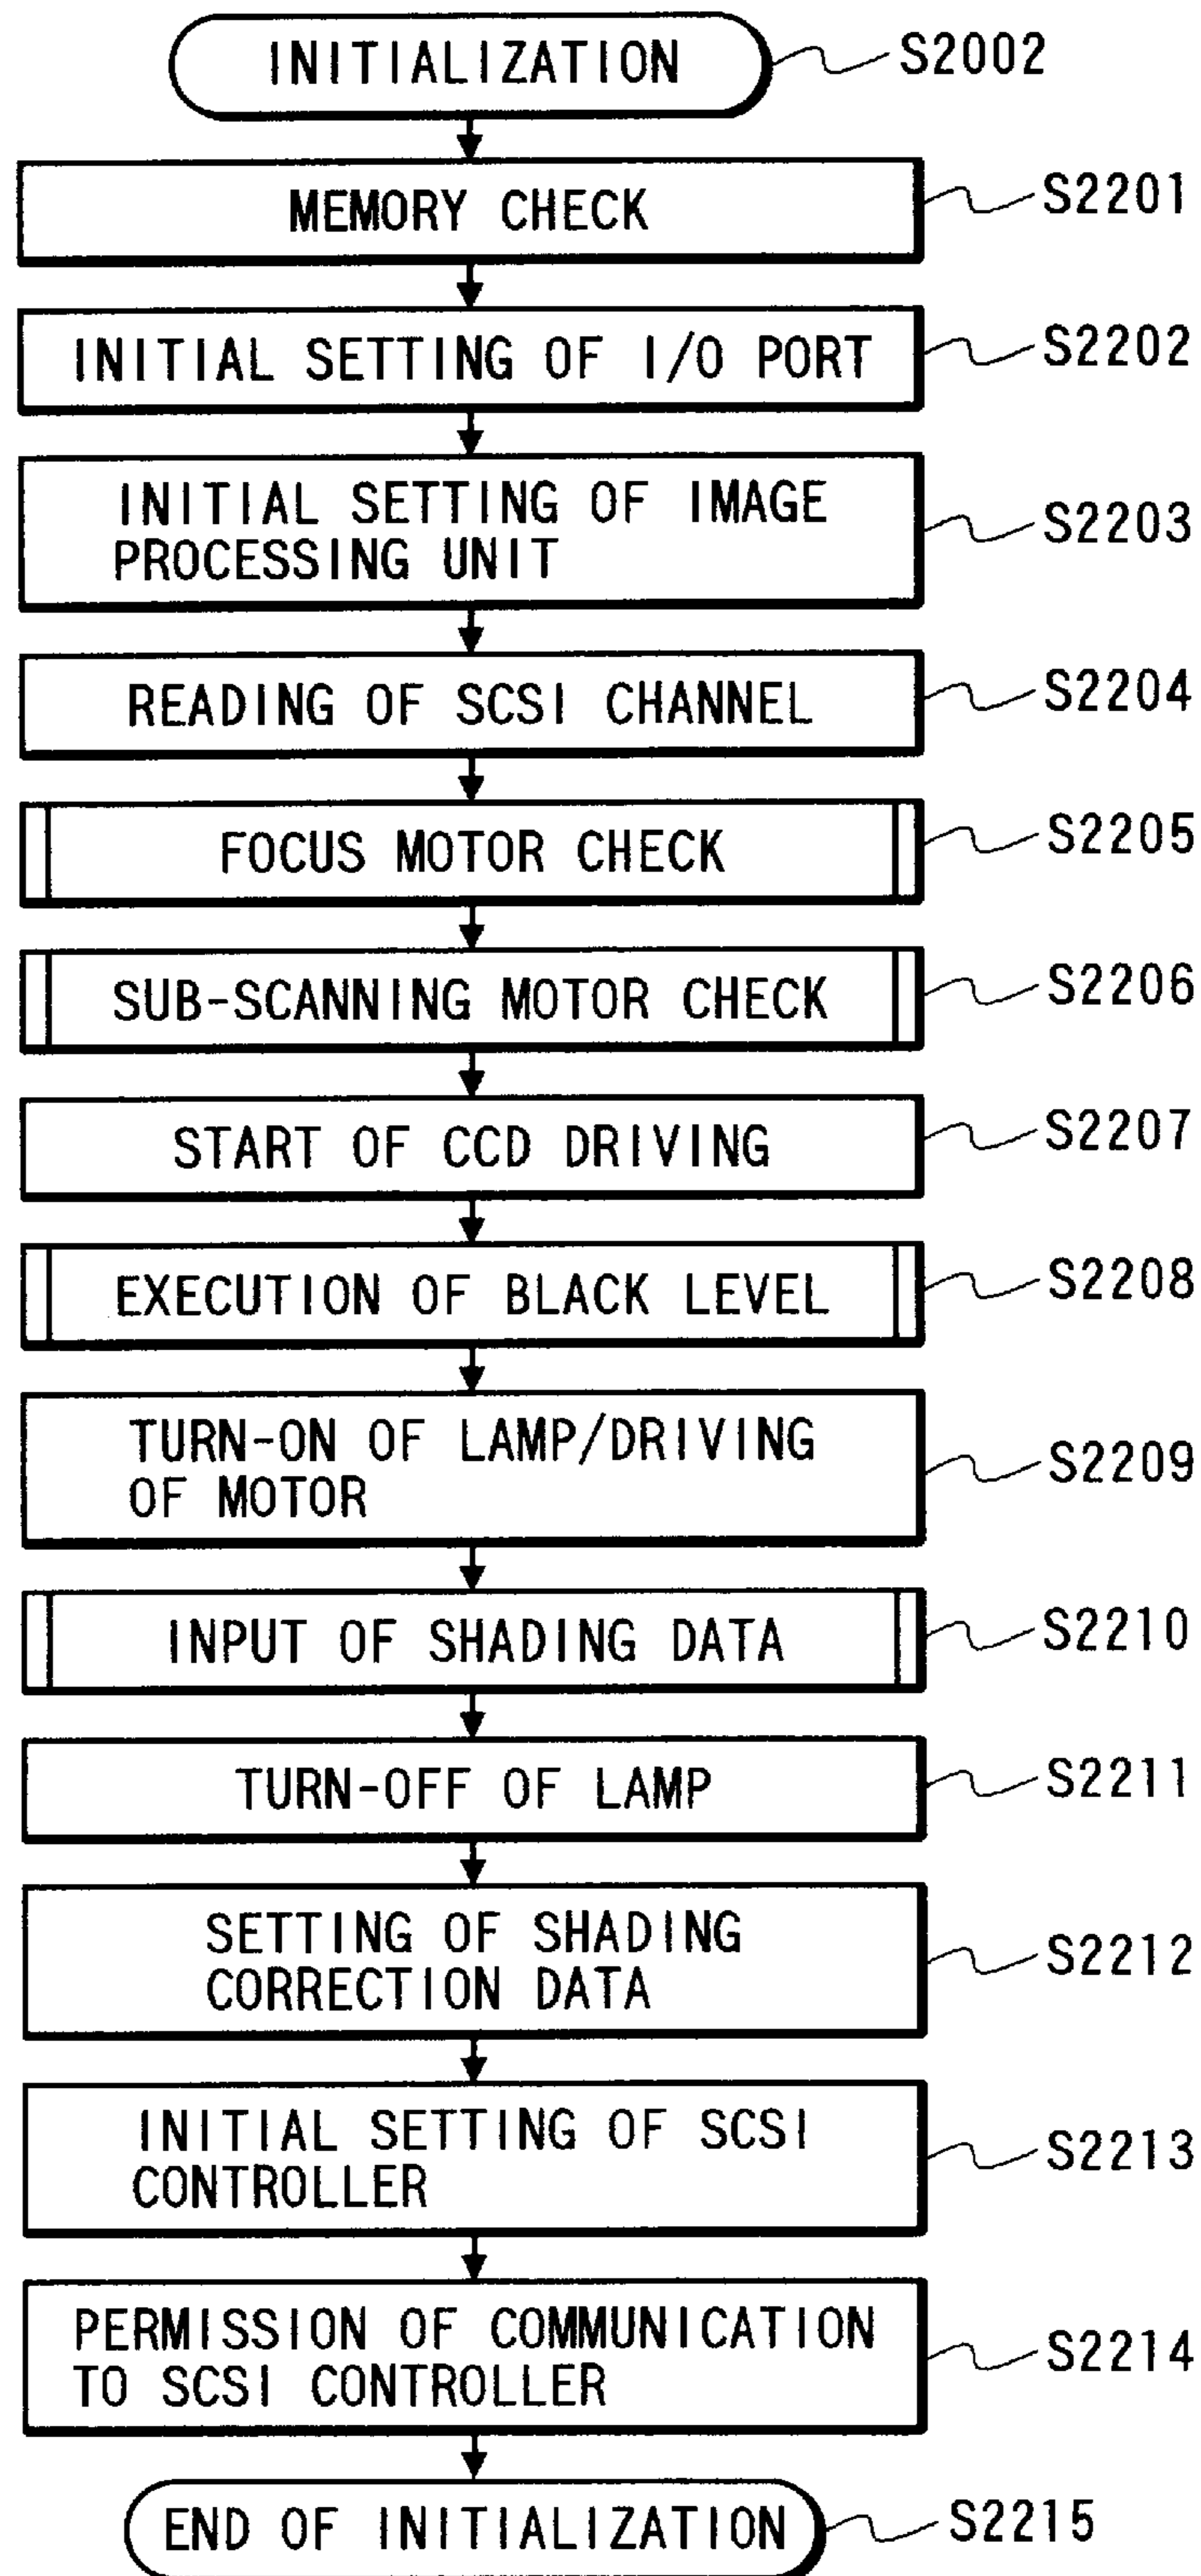 INITIALIZATION S2002
MEMORY CHECK S2201
INITIAL SETTING OF I/O PORT S2202
INITIAL SETTING OF IMAGE
PROCESSING UNIT S2203
READING OF SCSI CHANNEL S2204
FOCUS MOTOR CHECK S2205
SUB-SCANNING MOTOR CHECK S2206
START OF CCD DRIVING S2207
EXECUTION OF BLACK LEVEL S2208
TURN-ON OF LAMP/DRIVING
OF MOTOR S2209
INPUT OF SHADING DATA S2210
TURN-OFF OF LAMP S2211
SETTING OF SHADING
CORRECTION DATA S2212
INITIAL SETTING OF SCSI
CONTROLLER S2213
PERMISSION OF COMMUNICATION
TO SCSI CONTROLLER S2214
END OF INITIALIZATION S2215